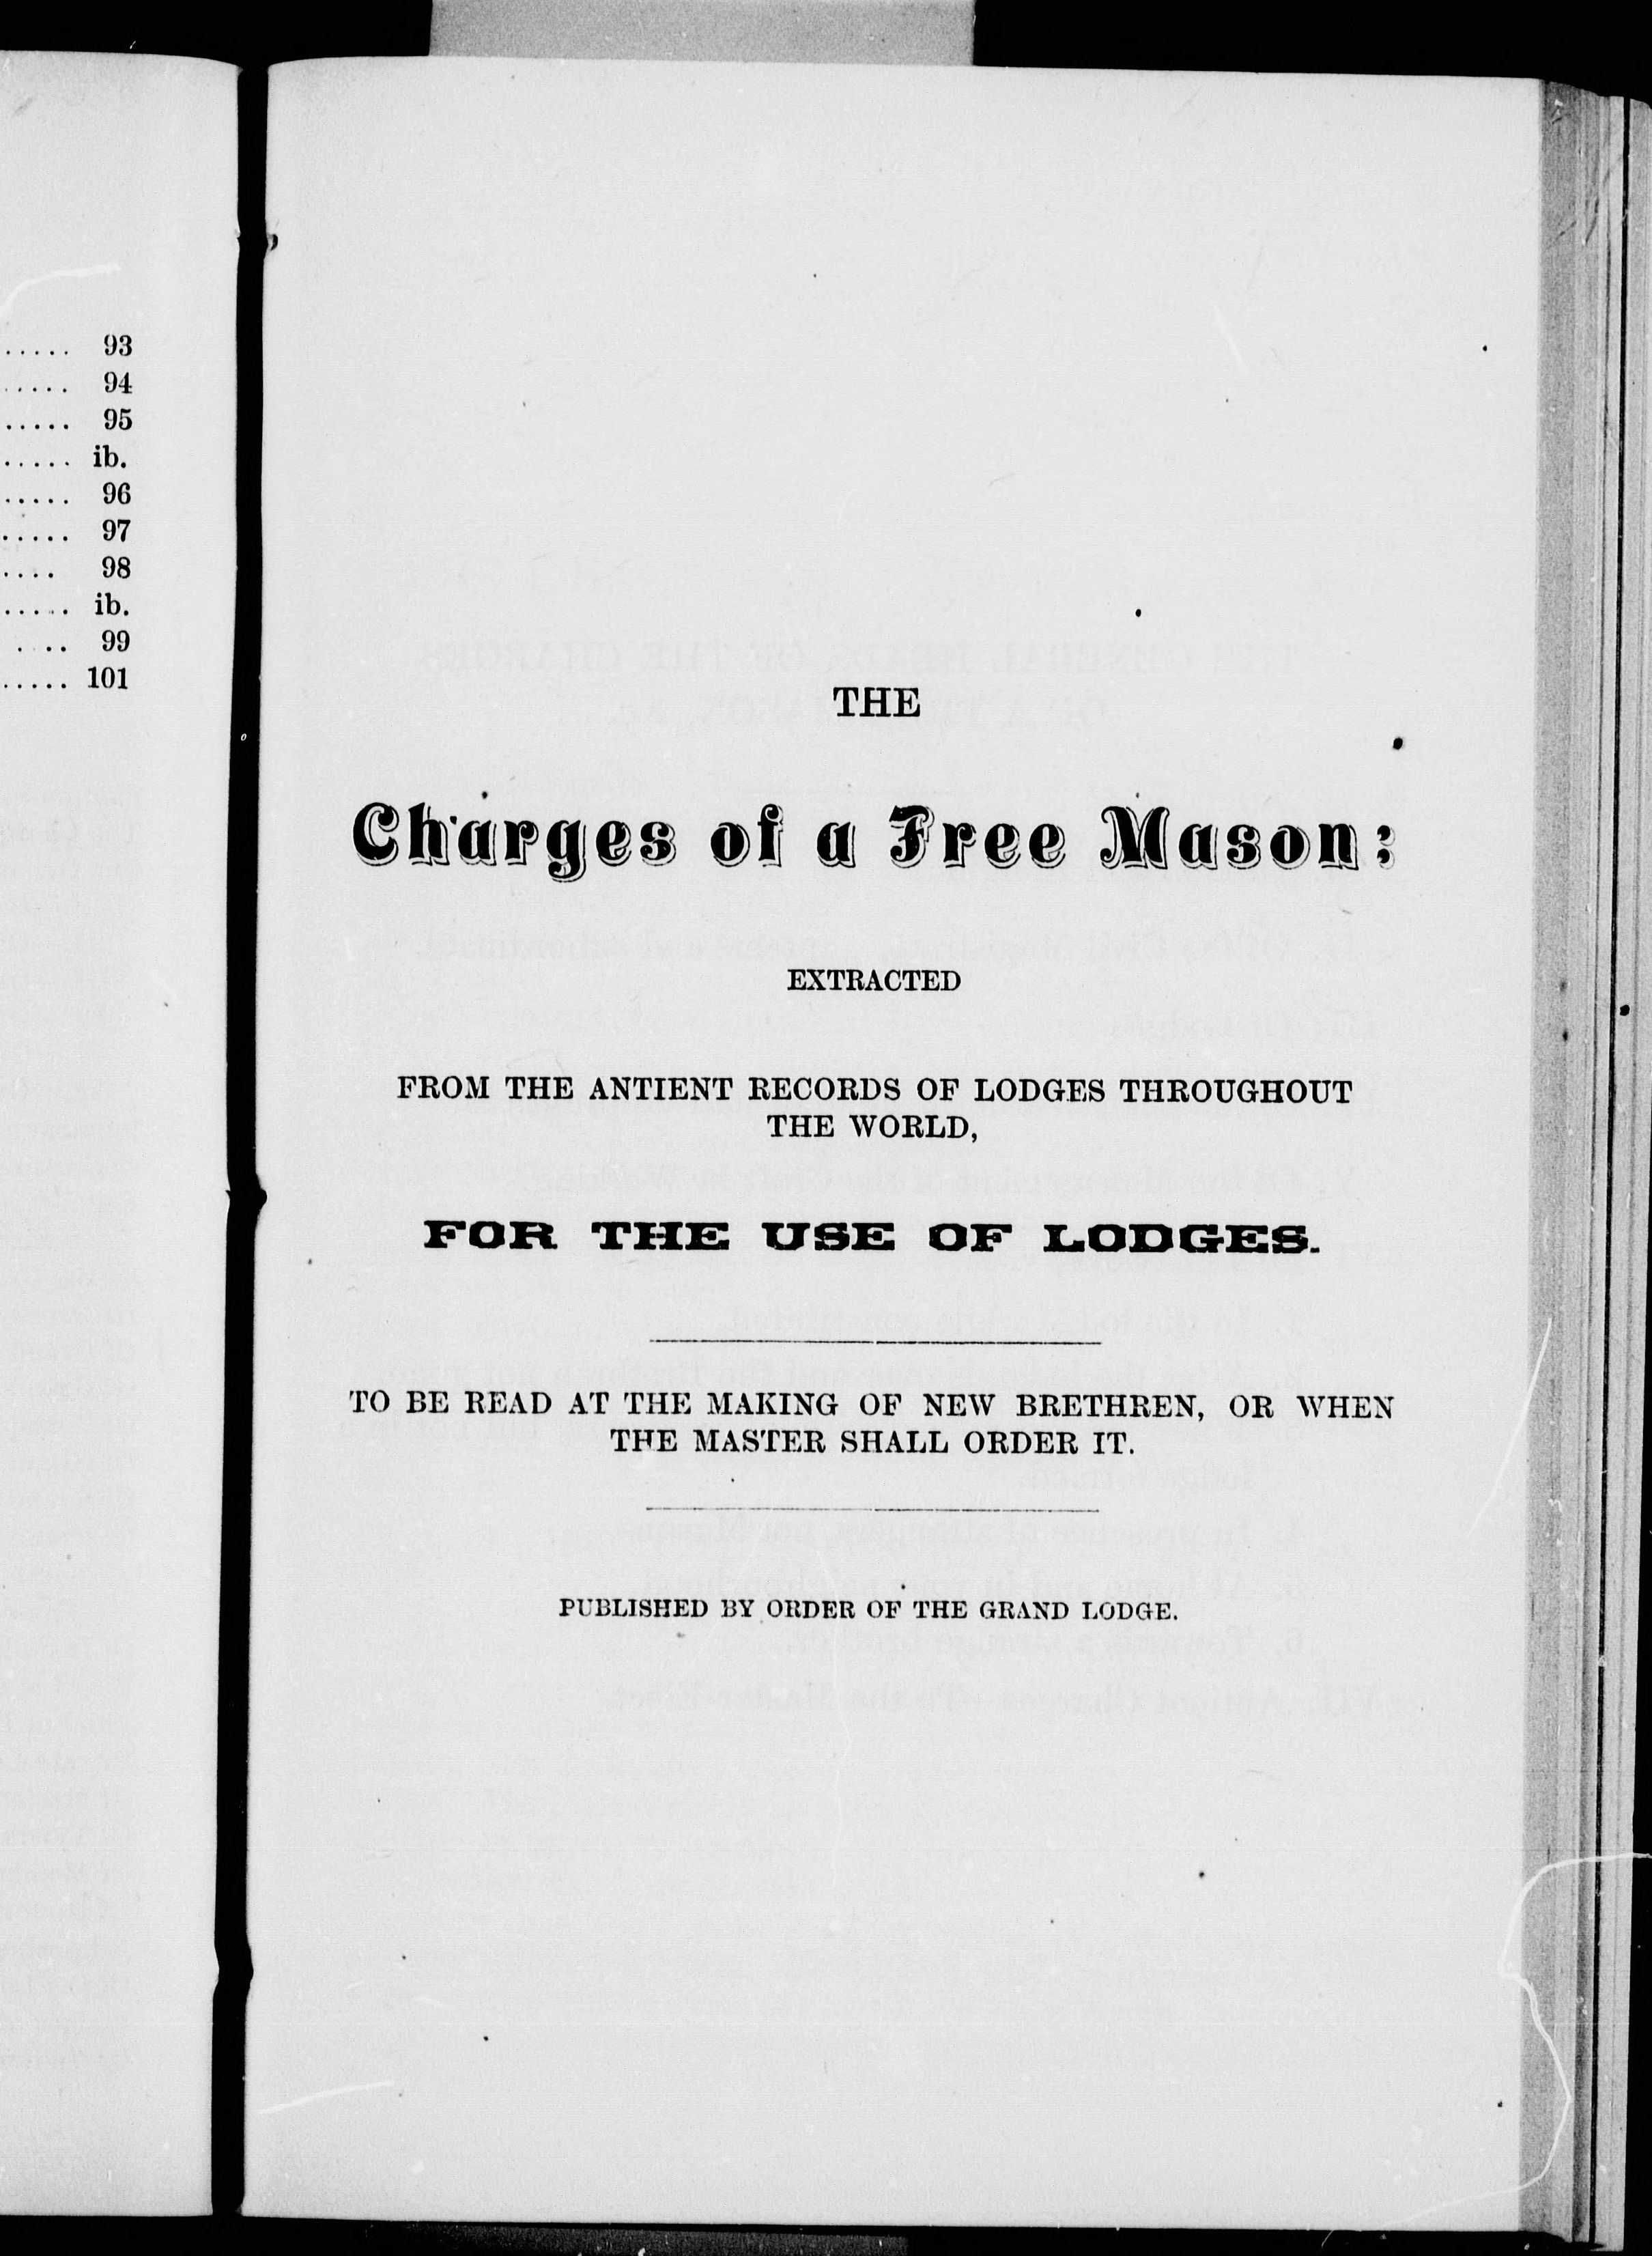 ..... 93
..... 94
..... 95
..... ib.
..... 96
..... 97
.... 98
..... ib.
.... 99
..... 101
THE
Charges of a Free Mason:
EXTRACTED
FROM THE ANTIENT RECORDS OF LODGES THROUGHOUT
THE WORLD,
FOR THE USE OF LODGES.
TO BE READ AT THE MAKING OF NEW BRETHREN, OR WHEN
THE MASTER SHALL ORDER IT.
PUBLISHED BY ORDER OF THE GRAND LODGE.